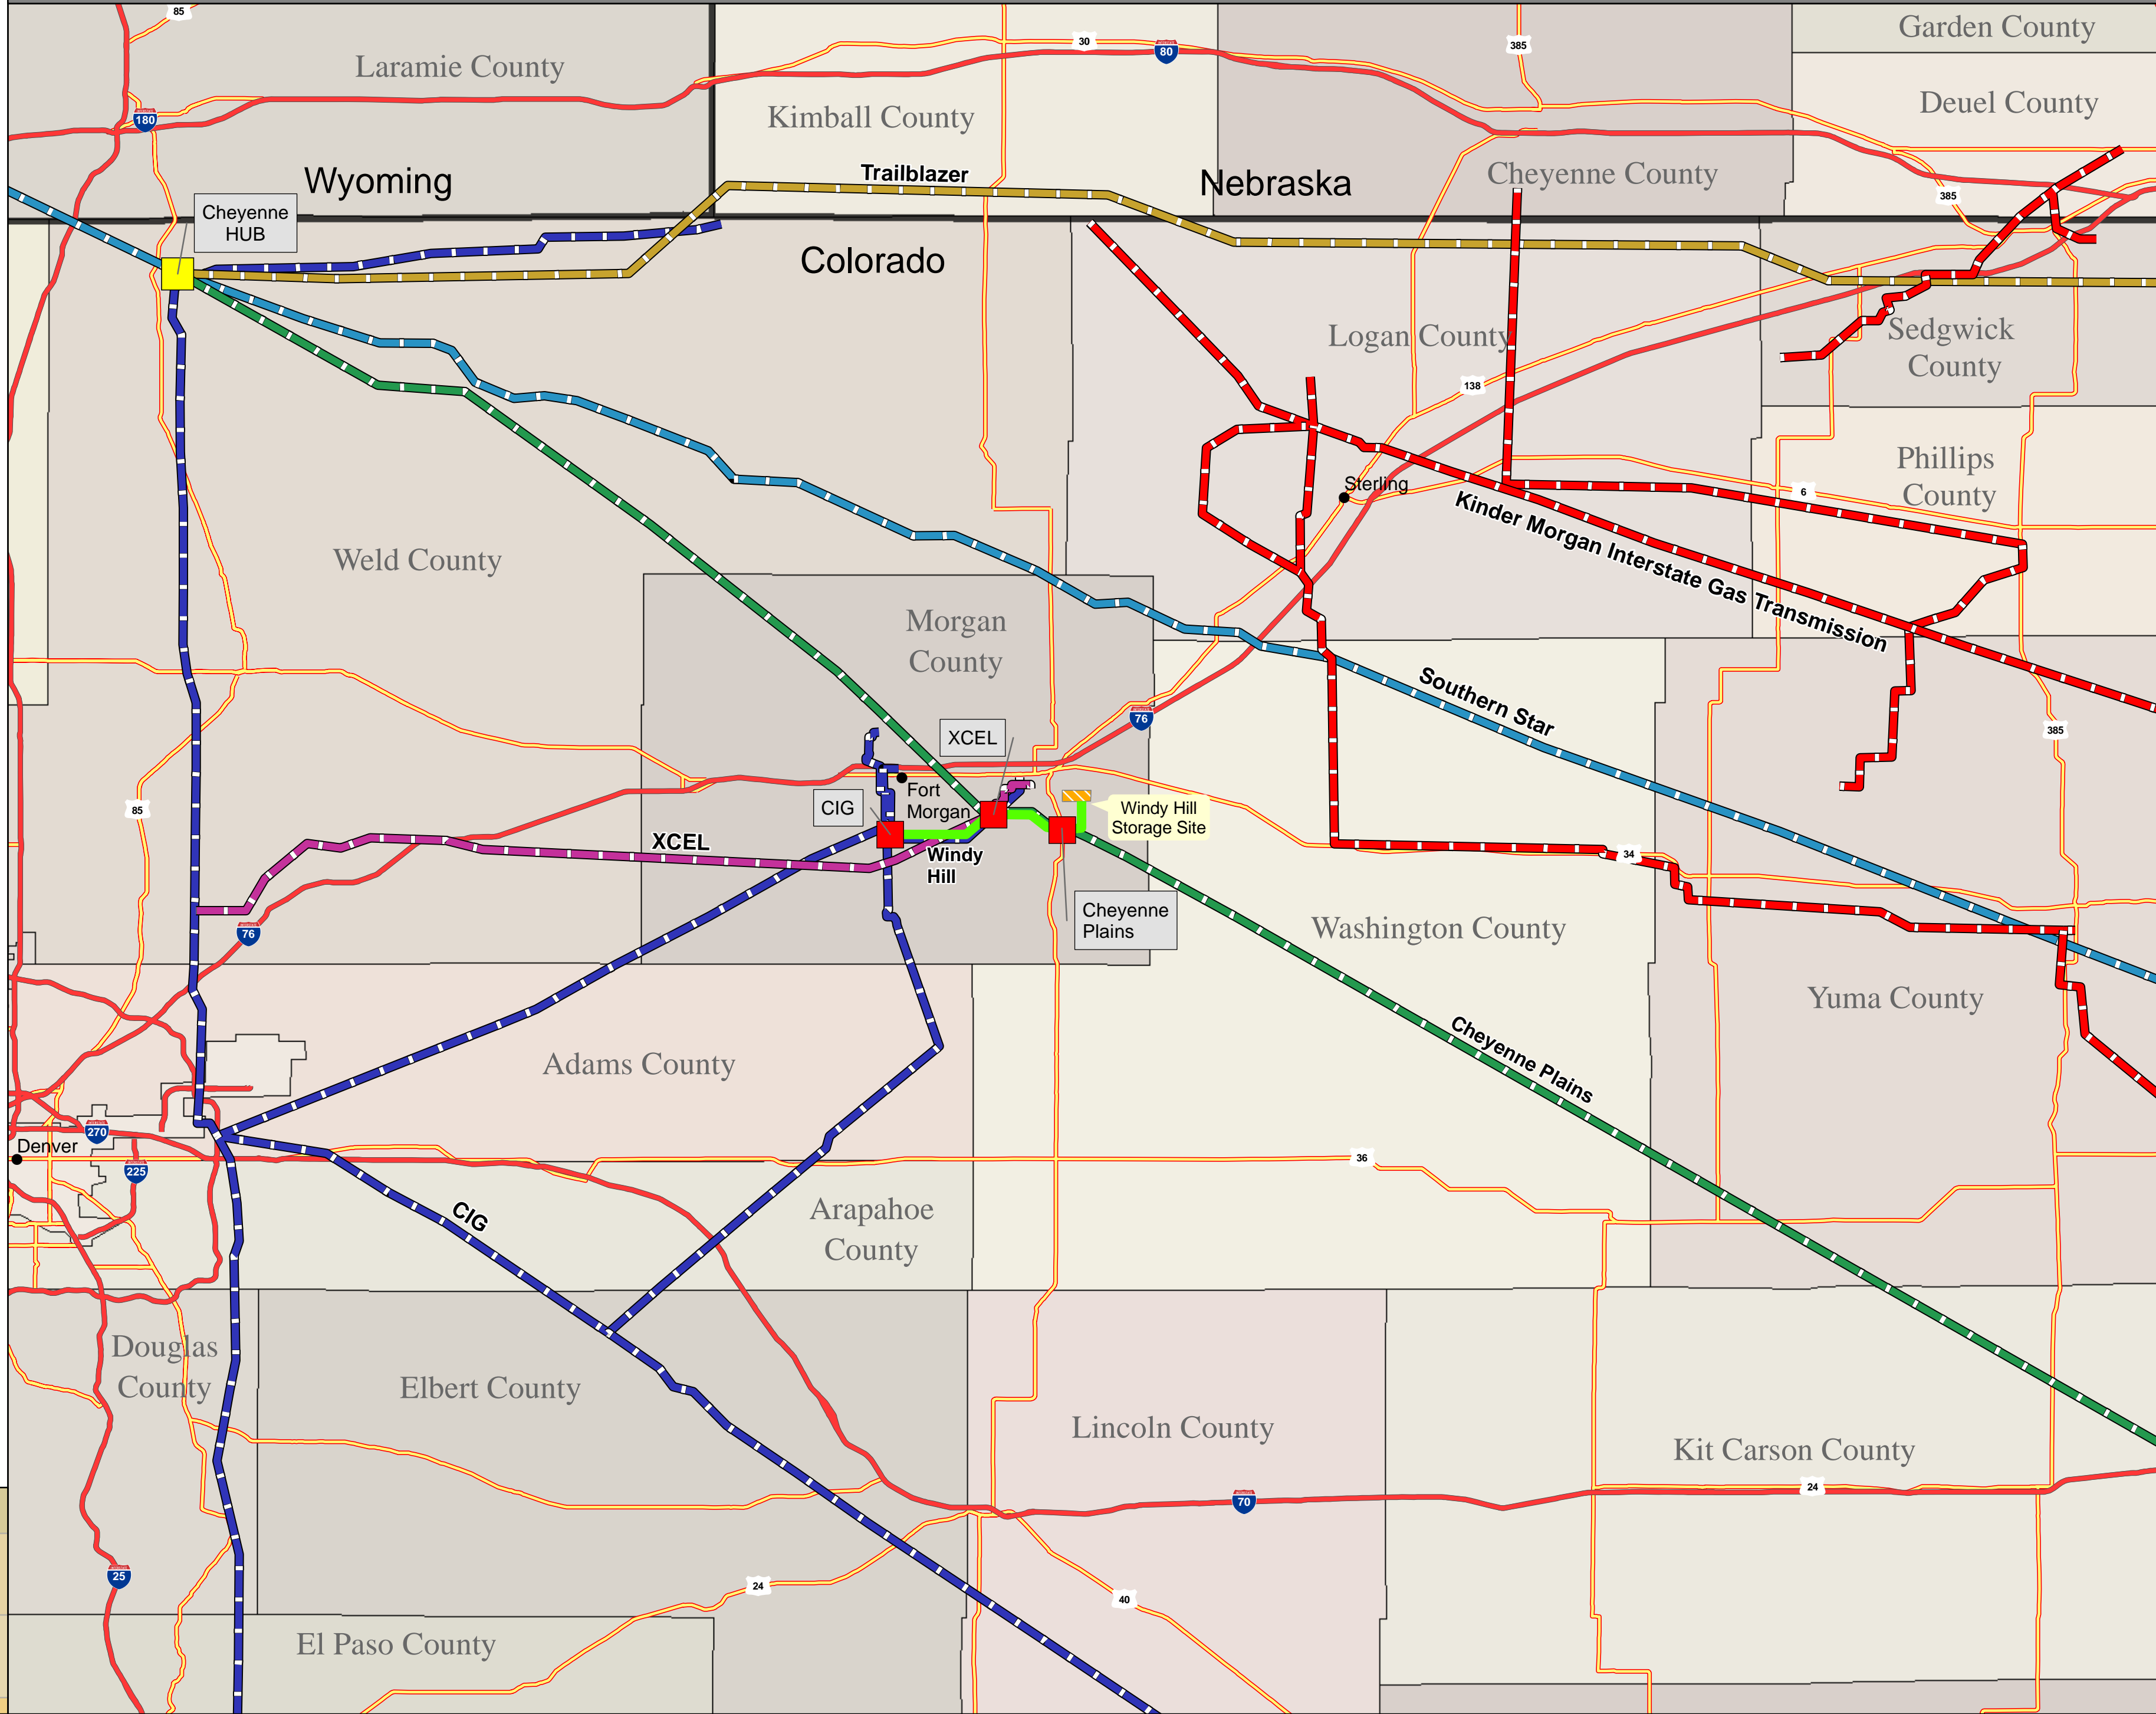 85
30
80
385
Garden County
Laramie County
Deuel County
180
Kimball County
Trailblazer
Wyoming
Nebraska
Cheyenne County
385
Cheyenne
HUB
Colorado
Logan County
Sedgwick
County
138
Phillips
County
Sterling
6
Kinder Morgan Interstate Gas Transmission
Weld County
Morgan
County
Southern Star
76
XCEL
385
85
CIG
Fort
Morgan
Windy Hill
Storage Site
XCEL
Windy
Hill
34
Cheyenne
Plains
76
Washington County
Yuma County
Cheyenne Plains
Adams County
270
Denver
225
36
CIG
Arapahoe
County
Douglas
County
Elbert County
Lincoln County
Kit Carson County
24
70
25
24
40
El Paso County